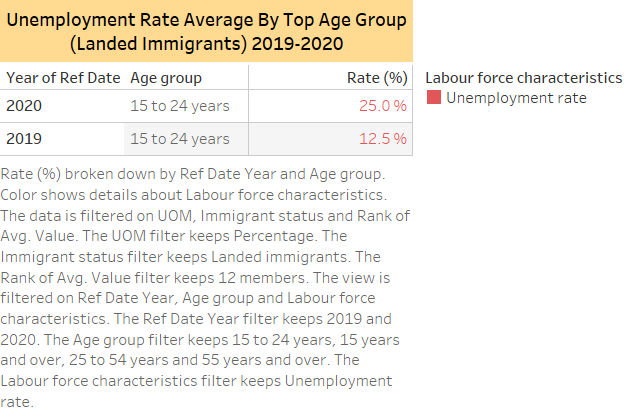 Unemployment Rate Average By Top Age Group
(Landed Immigrants) 2019-2020
Year of Ref Date Age group Rate (%)
2020 15 to 24 years 25.0 %
2019 15 to 24 years 12.5 %
Labour force characteristics
Unemployment rate
Rate (%) broken down by Ref Date Year and Age group.
Color shows details about Labour force characteristics.
The data is filtered on UOM, Immigrant status and Rank of
Avg. Value. The UOM filter keeps Percentage. The
Immigrant status filter keeps Landed immigrants. The
Rank of Avg. Value filter keeps 12 members. The view is
filtered on Ref Date Year, Age group and Labour force
characteristics. The Ref Date Year filter keeps 2019 and
2020. The Age group filter keeps 15 to 24 years, 15 years
and over, 25 to 54 years and 55 years and over. The
Labour force characteristics filter keeps Unemployment
rate.